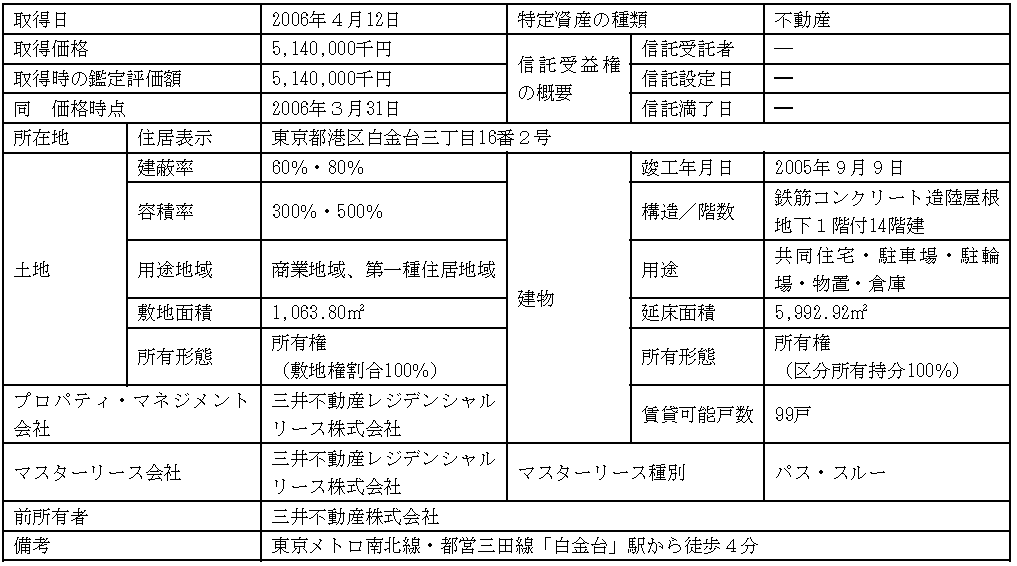 取得日 2006年４月12日 特定資産の種類 不動産
取得価格 5,140,000千円 信託受益権の概要 信託受託者 ―
取得時の鑑定評価額 5,140,000千円 信託設定日 ―
同　価格時点 2006年３月31日 信託満了日 ―
所在地 住居表示 東京都港区白金台三丁目16番２号
土地 建蔽率 60%・80% 建物 竣工年月日 2005年９月９日
容積率 300%・500% 構造／階数 鉄筋コンクリート造陸屋根
地下１階付14階建
用途地域 商業地域、第一種住居地域 用途 共同住宅・駐車場・駐輪
場・物置・倉庫
敷地面積 1,063.80㎡ 延床面積 5,992.92㎡
所有形態 所有権
（敷地権割合100%）
所有形態 所有権
（区分所有持分100%）
プロパティ・マネジメント
会社
三井不動産レジデンシャル
リース株式会社
賃貸可能戸数 99戸
マスターリース会社 三井不動産レジデンシャル
リース株式会社
マスターリース種別 パス・スルー
前所有者 三井不動産株式会社
備考 東京メトロ南北線・都営三田線「白金台」駅から徒歩４分